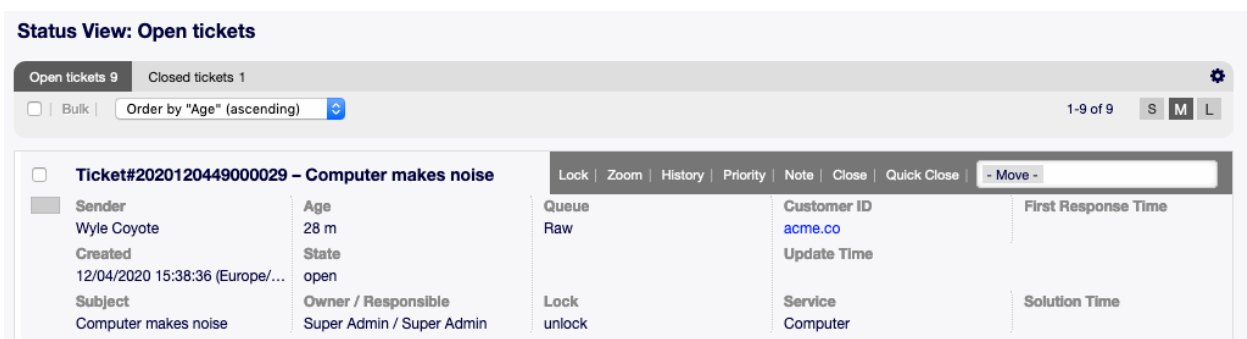 Status View: Open tickets
Open tickets 9 Closed tickets 1
| Bulk | Order by "Age" (ascending) 1-9 of 9 S M L
Ticket#2020120449000029 – Computer makes noise Lock | Zoom | History | Priority | Note | Close | Quick Close | - Move -
Sender Age Queue Customer ID First Response Time
Wyle Coyote 28 m Raw acme.co
Created State Update Time
12/04/2020 15:38:36 (Europe/... open
Subject Owner / Responsible Lock Service Solution Time
Computer makes noise Super Admin / Super Admin unlock Computer